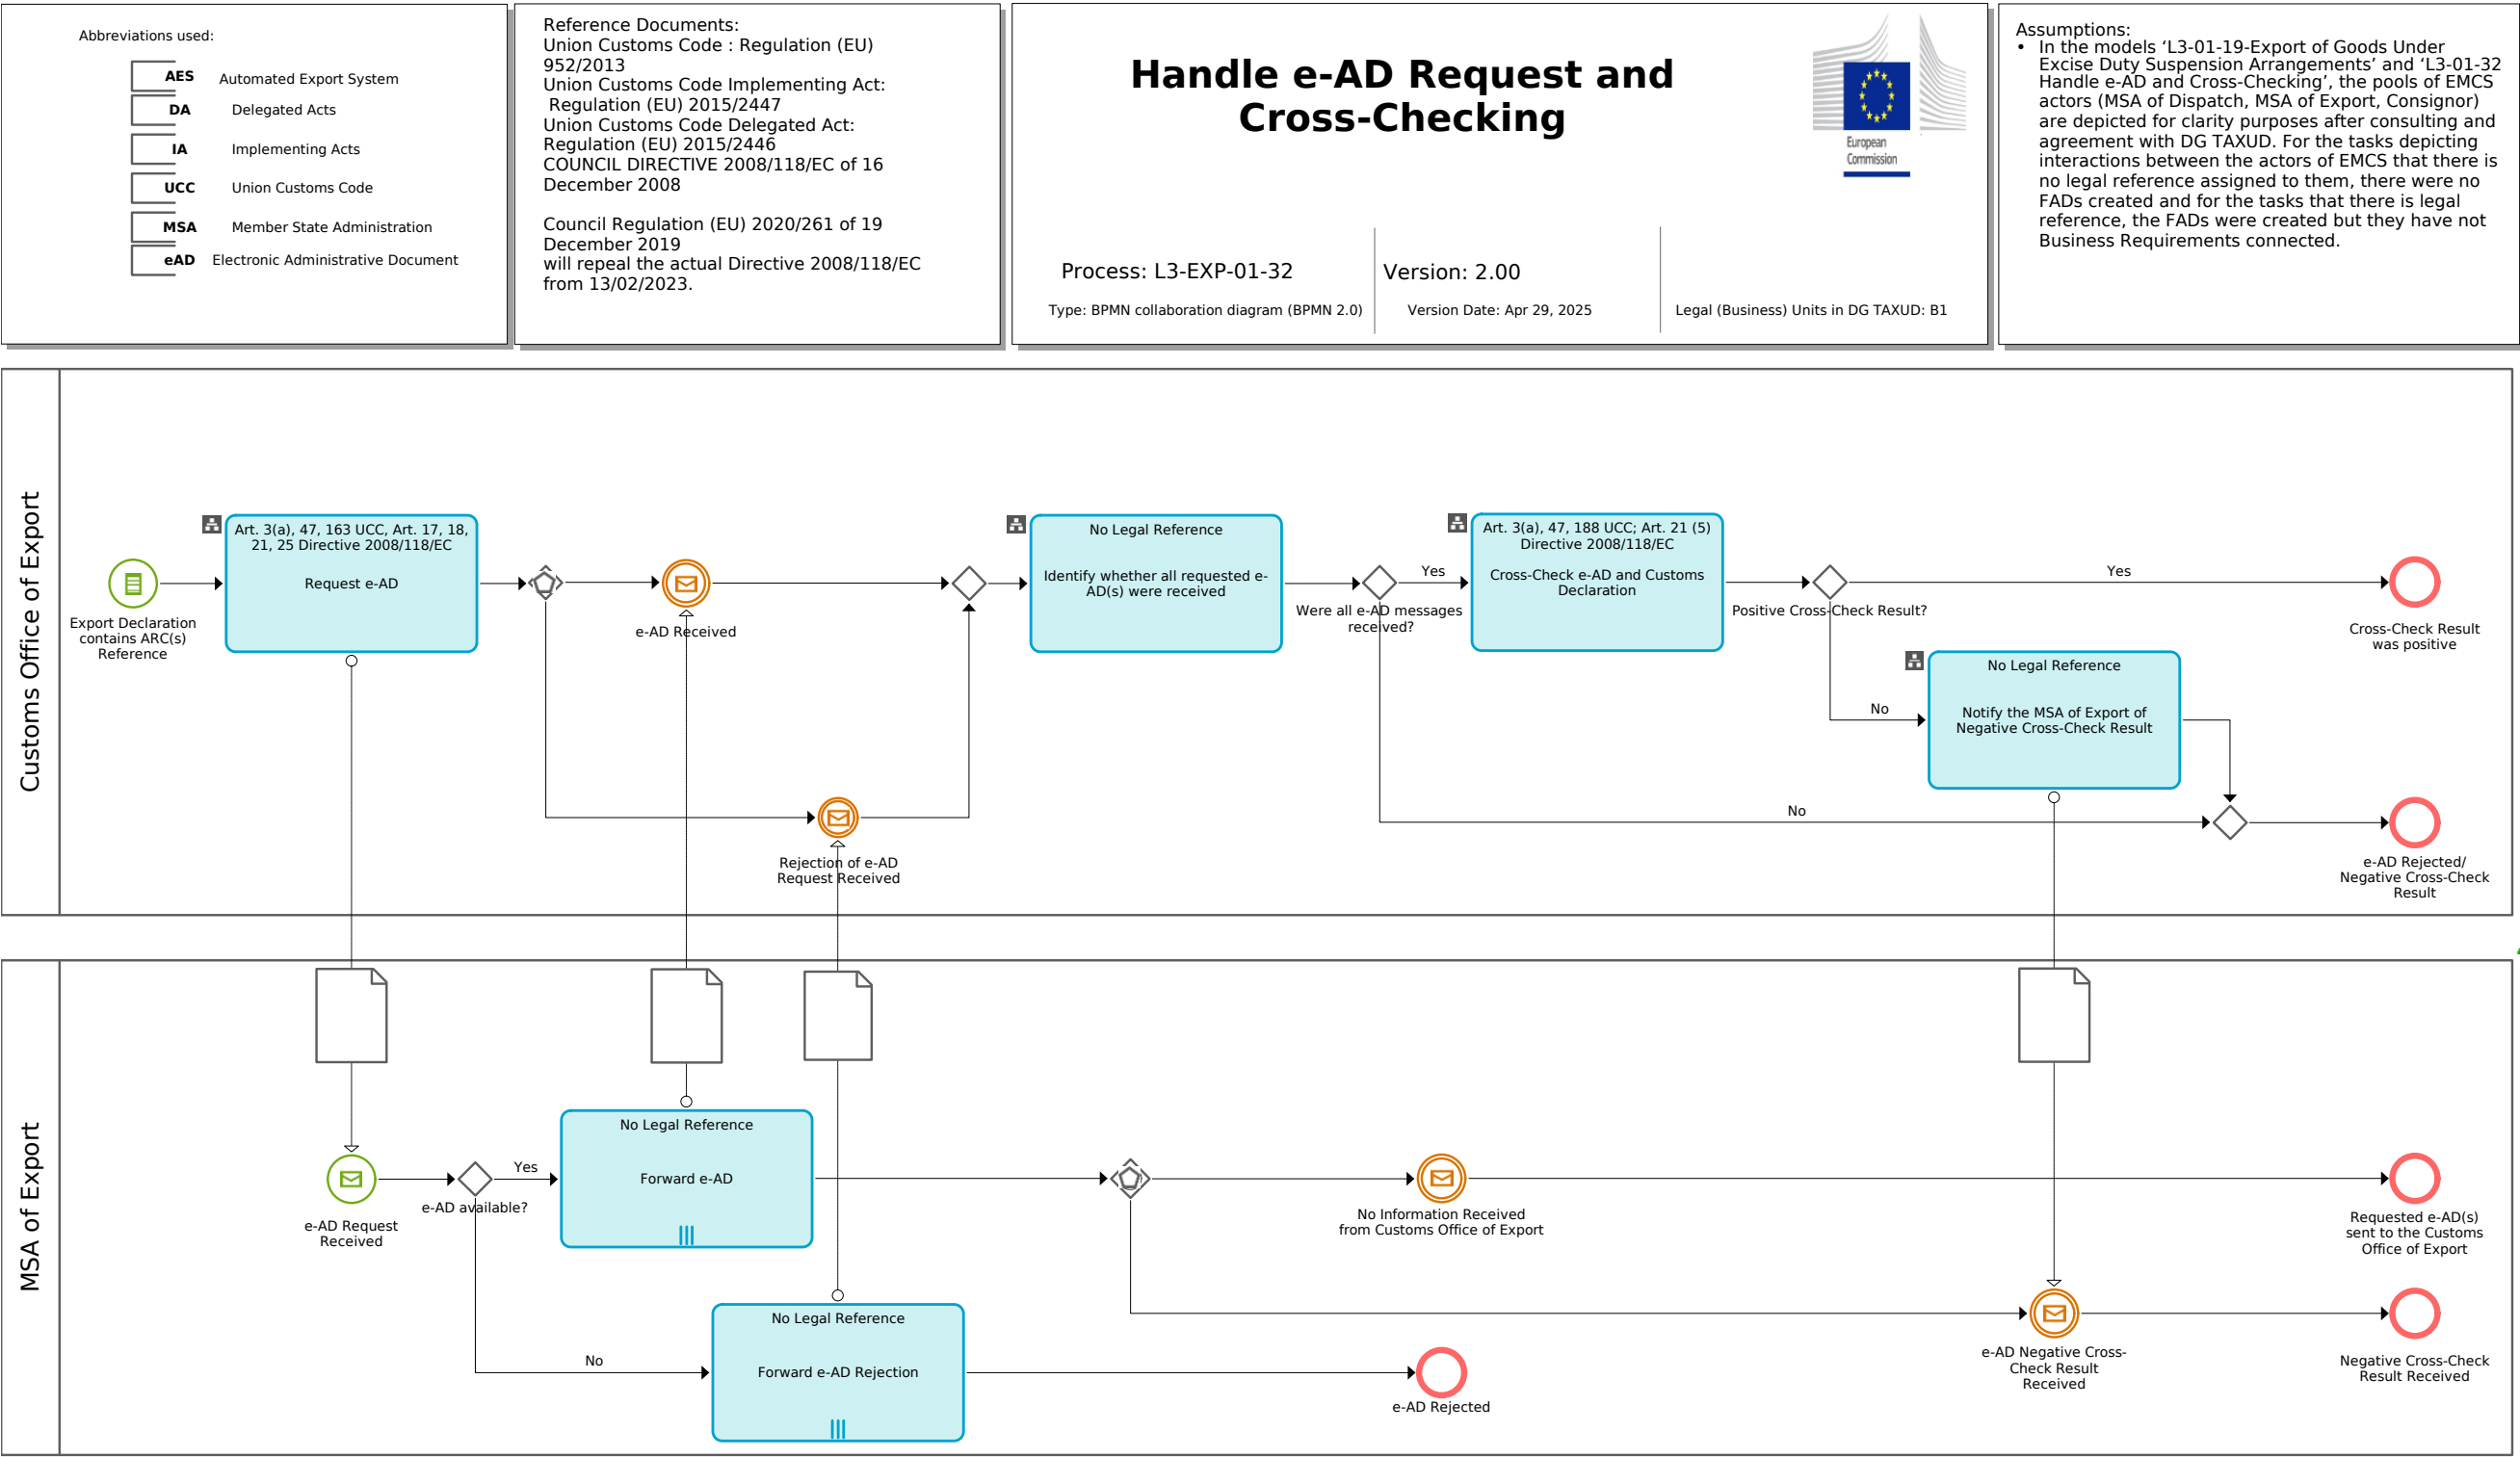 Abbreviations used:
AES Automated Export System
DA Delegated Acts
IA Implementing Acts
UCC Union Customs Code
MSA Member State Administration
eAD Electronic Administrative Document
Reference Documents:
Union Customs Code : Regulation (EU)
952/2013
Union Customs Code Implementing Act:
Regulation (EU) 2015/2447
Union Customs Code Delegated Act:
Regulation (EU) 2015/2446
COUNCIL DIRECTIVE 2008/118/EC of 16
December 2008
Council Regulation (EU) 2020/261 of 19
December 2019
will repeal the actual Directive 2008/118/EC
from 13/02/2023.
Handle e-AD Request and
Cross-Checking
European
Commission
Process: L3-EXP-01-32
Version: 2.00
Type: BPMN collaboration diagram (BPMN 2.0)
Version Date: Apr 29, 2025
Legal (Business) Units in DG TAXUD: B1
Assumptions:
• In the models ‘L3-01-19-Export of Goods Under
Excise Duty Suspension Arrangements’ and ‘L3-01-32
Handle e-AD and Cross-Checking’, the pools of EMCS
actors (MSA of Dispatch, MSA of Export, Consignor)
are depicted for clarity purposes after consulting and
agreement with DG TAXUD. For the tasks depicting
interactions between the actors of EMCS that there is
no legal reference assigned to them, there were no
FADs created and for the tasks that there is legal
reference, the FADs were created but they have not
Business Requirements connected.
Customs Office of Export
Export Declaration
contains ARC(s)
Reference
Art. 3(a), 47, 163 UCC, Art. 17, 18,
21, 25 Directive 2008/118/EC
Request e-AD
e-AD Received
Rejection of e-AD
Request Received
No Legal Reference
Identify whether all requested e-
AD(s) were received
Were all e-AD messages
received?
Yes
No
Art. 3(a), 47, 188 UCC; Art. 21 (5)
Directive 2008/118/EC
Cross-Check e-AD and Customs
Declaration
Positive Cross-Check Result?
Yes
No
No Legal Reference
Notify the MSA of Export of
Negative Cross-Check Result
Cross-Check Result
was positive
e-AD Rejected/
Negative Cross-Check
Result
MSA of Export
e-AD Request
Received
e-AD available?
Yes
No
No Legal Reference
Forward e-AD
No Legal Reference
Forward e-AD Rejection
No Information Received
from Customs Office of Export
e-AD Rejected
e-AD Negative Cross-
Check Result
Received
Requested e-AD(s)
sent to the Customs
Office of Export
Negative Cross-Check
Result Received